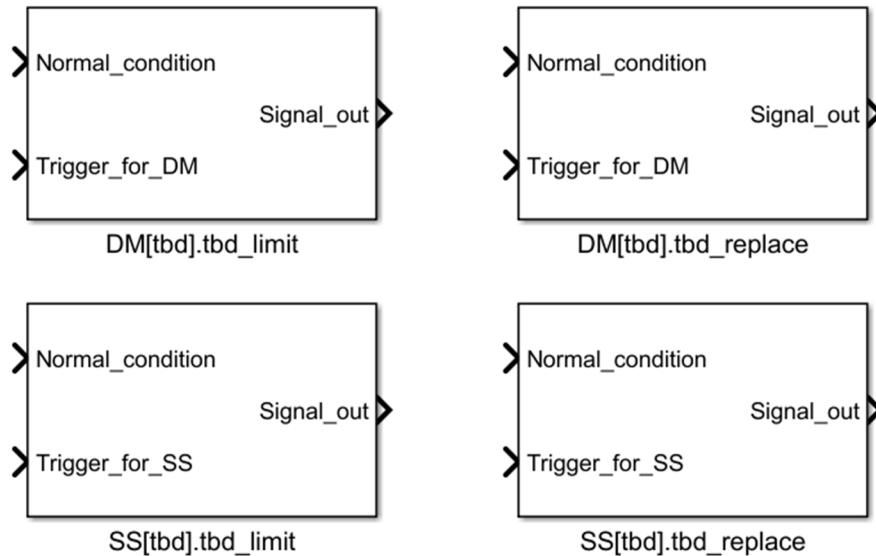 Normal_condition
Signal_out
Trigger_for_DM
DM[tbd].tbd_limit
Normal_condition
Signal_out
Trigger_for_DM
DM[tbd].tbd_replace
Normal_condition
Signal_out
Trigger_for_SS
SS[tbd].tbd_limit
Normal_condition
Signal_out
Trigger_for_SS
SS[tbd].tbd_replace